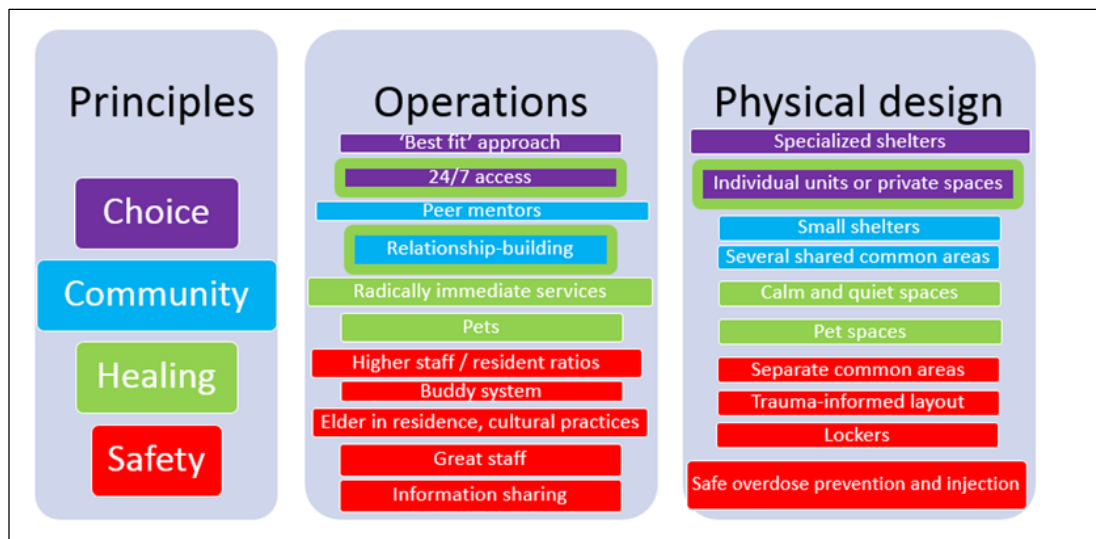 Principles
Choice
Community
Healing
Safety
Operations
‘Best fit’ approach
24/7 access
Peer mentors
Relationship-building
Radically immediate services
Pets
Higher staff / resident ratios
Buddy system
Elder in residence, cultural practices
Great staff
Information sharing
Physical design
Specialized shelters
Individual units or private spaces
Small shelters
Several shared common areas
Calm and quiet spaces
Pet spaces
Separate common areas
Trauma-informed layout
Lockers
Safe overdose prevention and injection